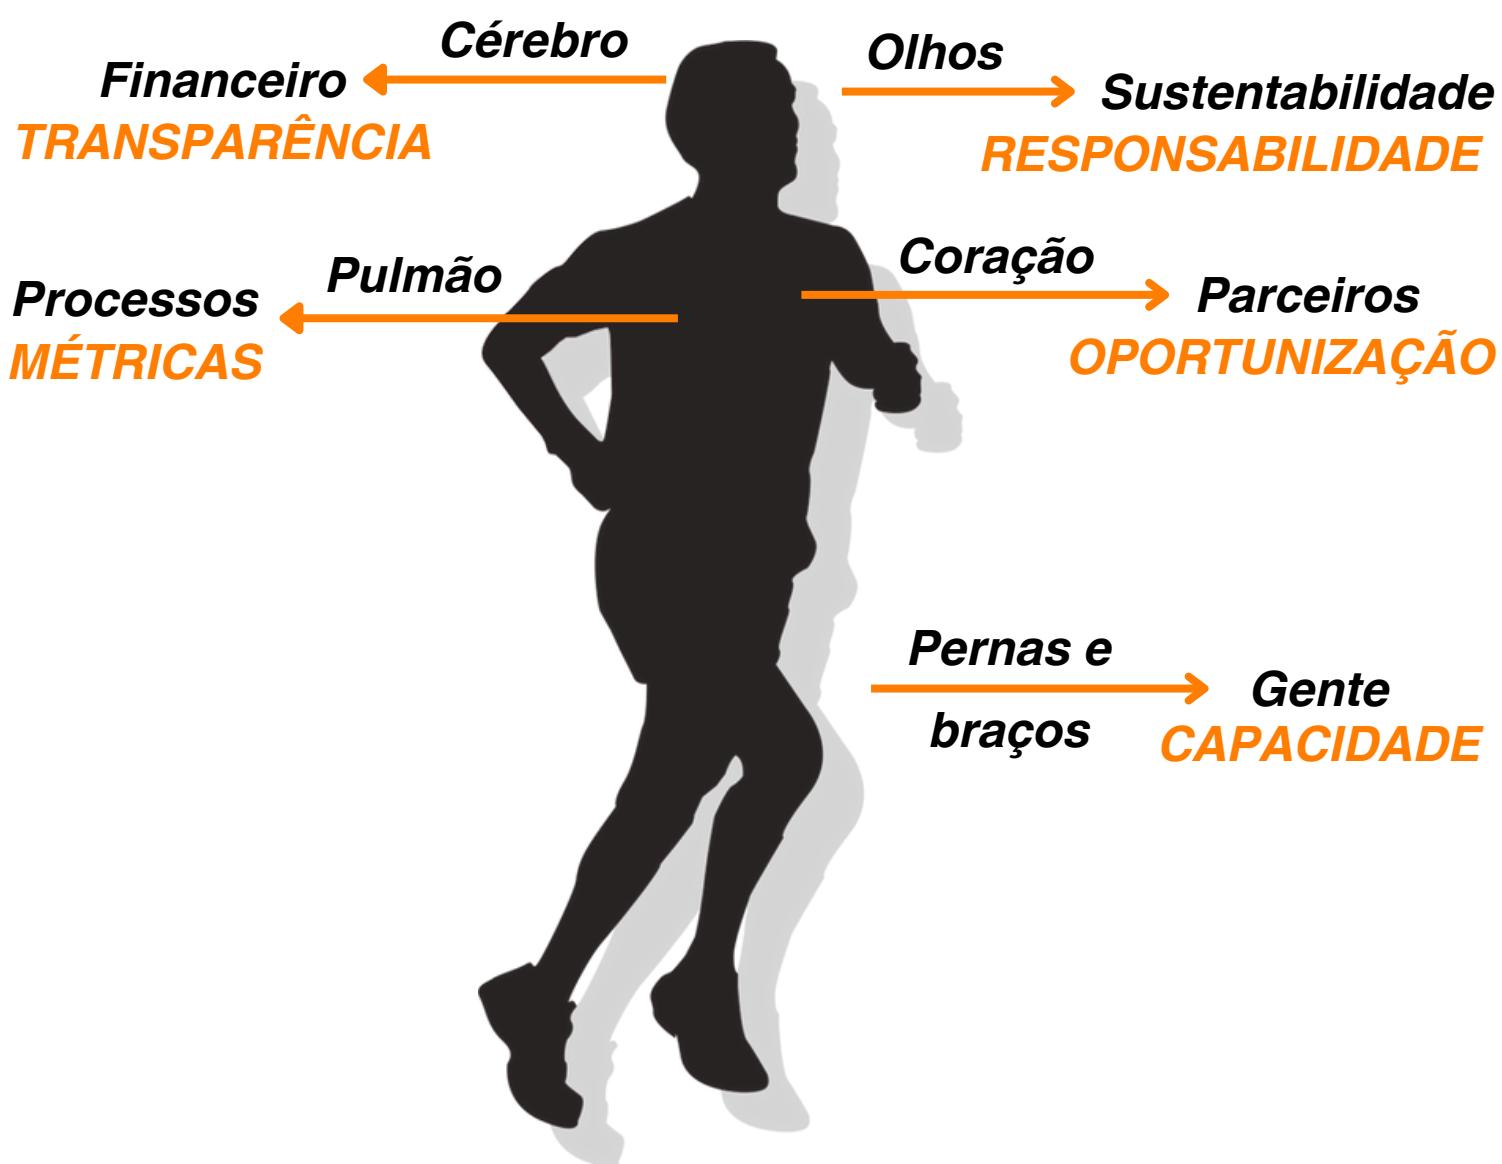 Cérebro
Financeiro
TRANSPARÊNCIA
Olhos
Sustentabilidade
RESPONSABILIDADE
Pulmão
Processos
MÉTRICAS
Coração
Parceiros
OPORTUNIZAÇÃO
Pernas e
braços
Gente
CAPACIDADE